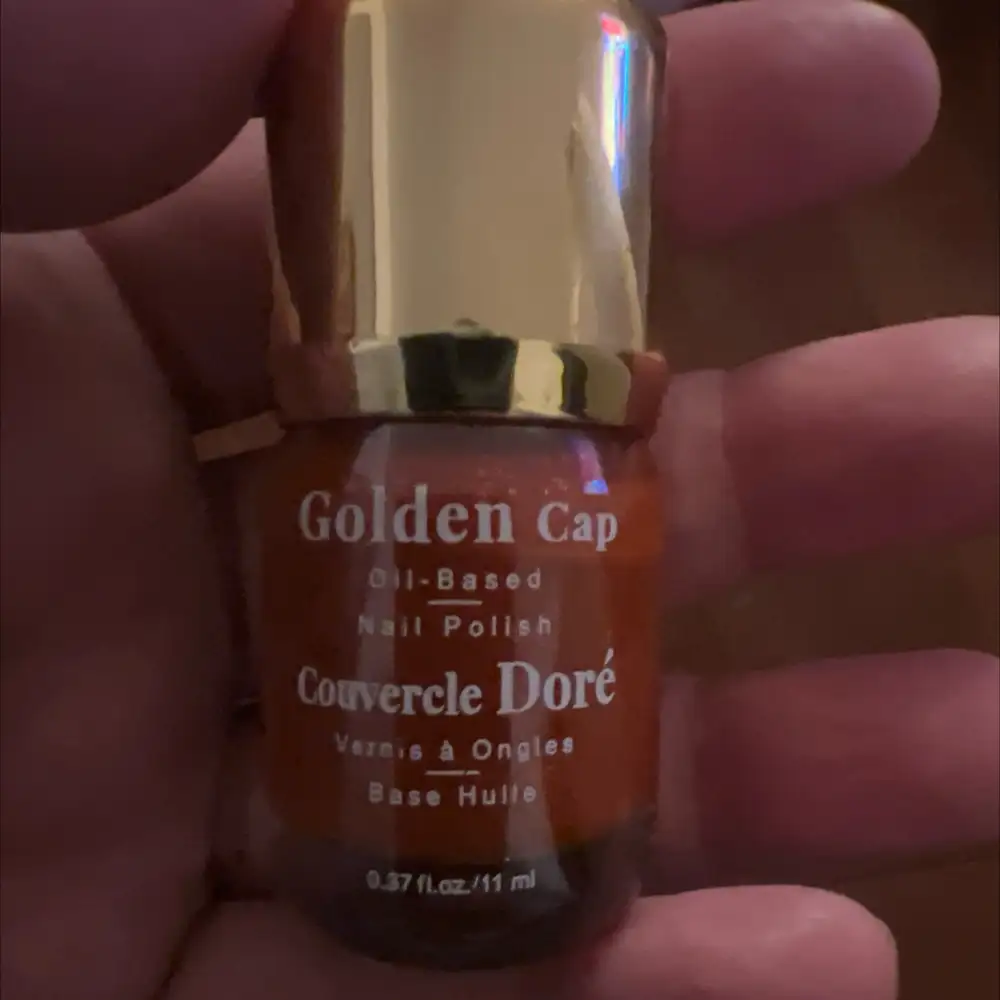 Golden Cap
Oil-Based
Nail Polish
Couvercle Doré
Vernis à Ongles
Base Huile
0.37 fl.oz./11 ml